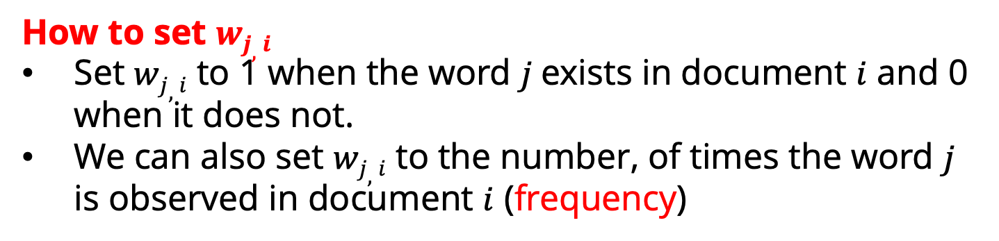 How to set w_{j,i}
• Set w_{j,i} to 1 when the word j exists in document i and 0
when it does not.
• We can also set w_{j,i} to the number, of times the word j
is observed in document i (frequency)